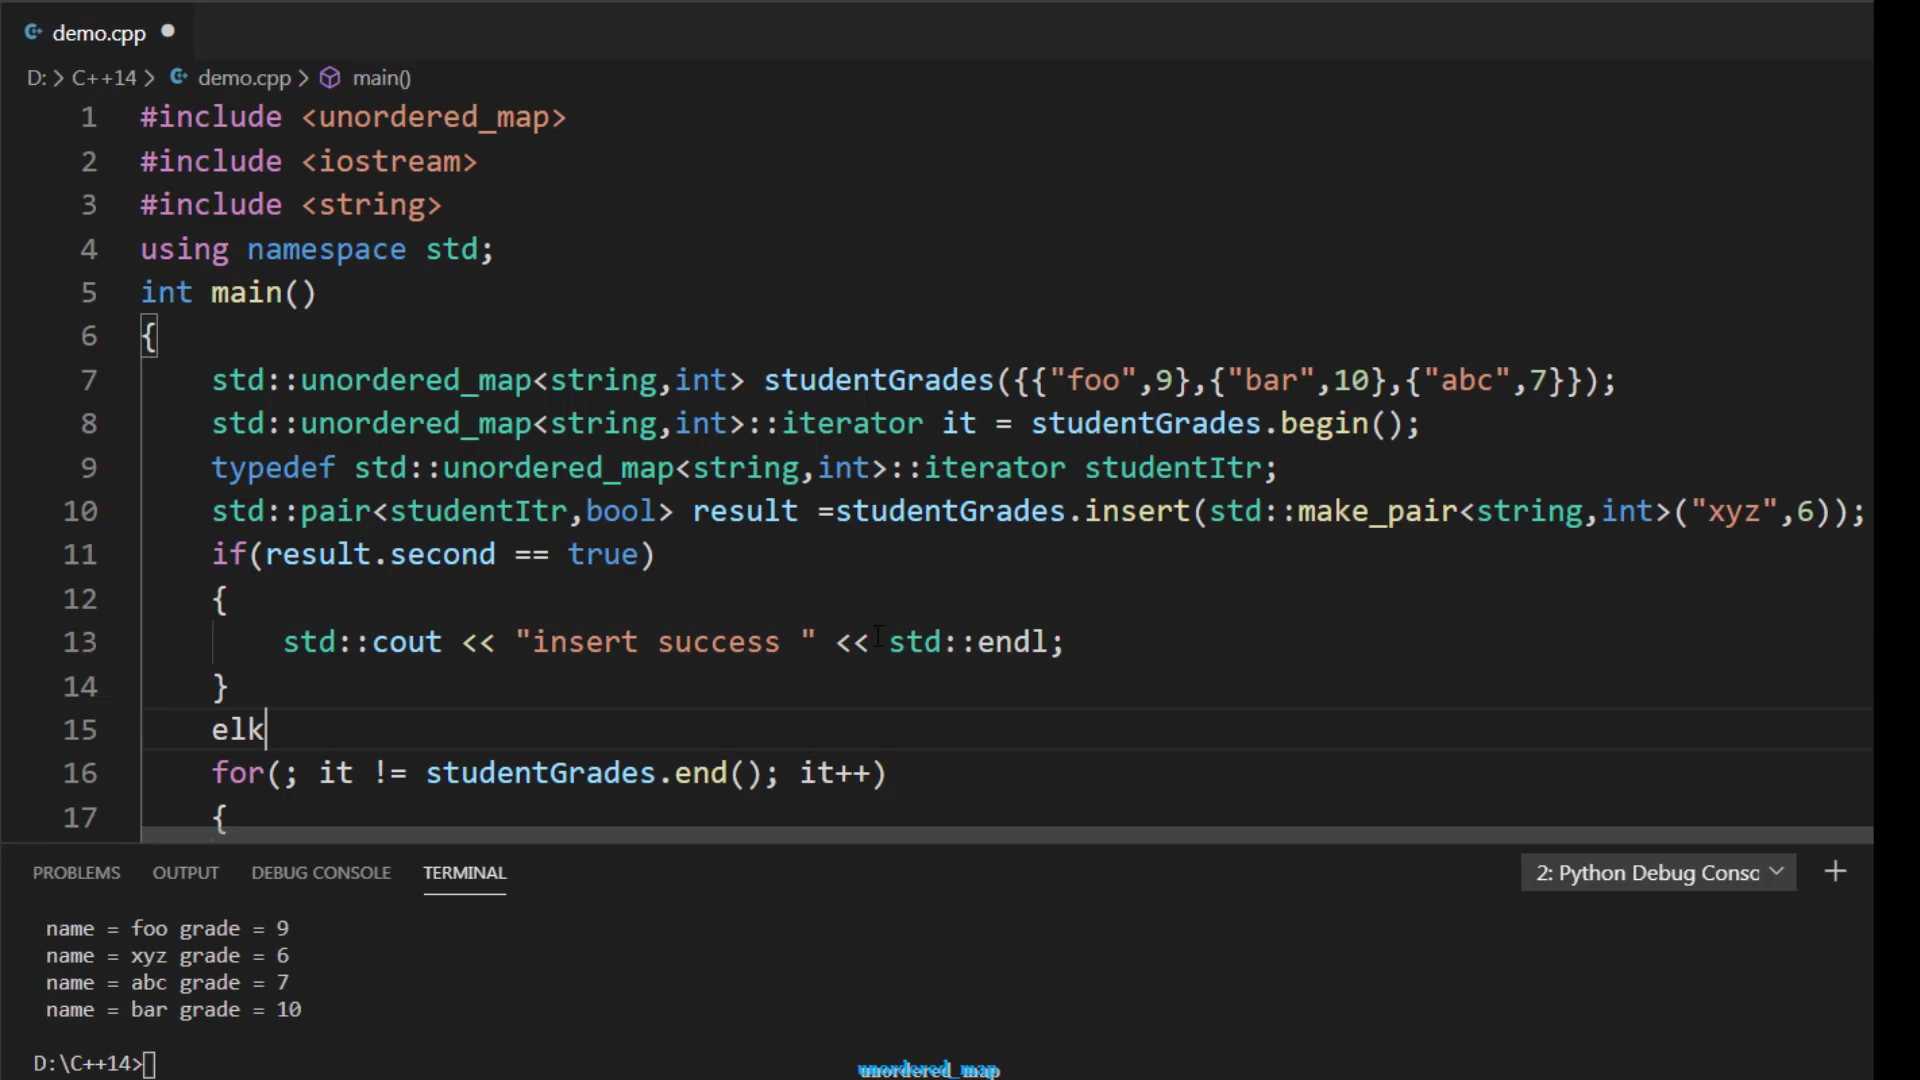 demo.cpp
D: > C++14 > demo.cpp > main()
1 #include <unordered_map>
2 #include <iostream>
3 #include <string>
4 using namespace std;
5 int main()
6 {
7 std::unordered_map<string,int> studentGrades({{"foo",9},{"bar",10},{"abc",7}});
8 std::unordered_map<string,int>::iterator it = studentGrades.begin();
9 typedef std::unordered_map<string,int>::iterator studentItr;
10 std::pair<studentItr,bool> result =studentGrades.insert(std::make_pair<string,int>("xyz",6));
11 if(result.second == true)
12 {
13 std::cout << "insert success " << std::endl;
14 }
15 elk
16 for(; it != studentGrades.end(); it++)
17 {
PROBLEMS OUTPUT DEBUG CONSOLE TERMINAL 2: Python Debug Consc
name = foo grade = 9
name = xyz grade = 6
name = abc grade = 7
name = bar grade = 10
D:\C++14>
unordered_map